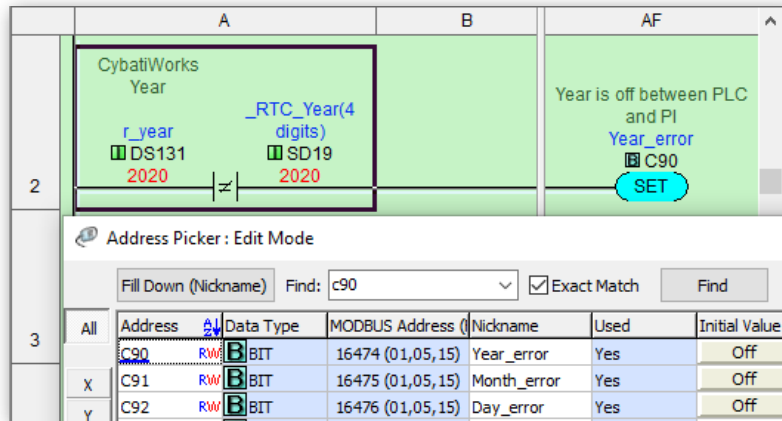 A B AF
CybatiWorks
Year
_RTC_Year(4
digits)
r_year
DS131 SD19
2020 2020
≠
Year is off between PLC
and PI
Year_error
B C90
SET
2
Address Picker : Edit Mode
Fill Down (Nickname) Find: c90 Exact Match Find
All Address Data Type MODBUS Address ( Nickname Used Initial Value
C90 RW B BIT 16474 (01,05,15) Year_error Yes Off
X C91 RW B BIT 16475 (01,05,15) Month_error Yes Off
Y C92 RW B BIT 16476 (01,05,15) Day_error Yes Off
3